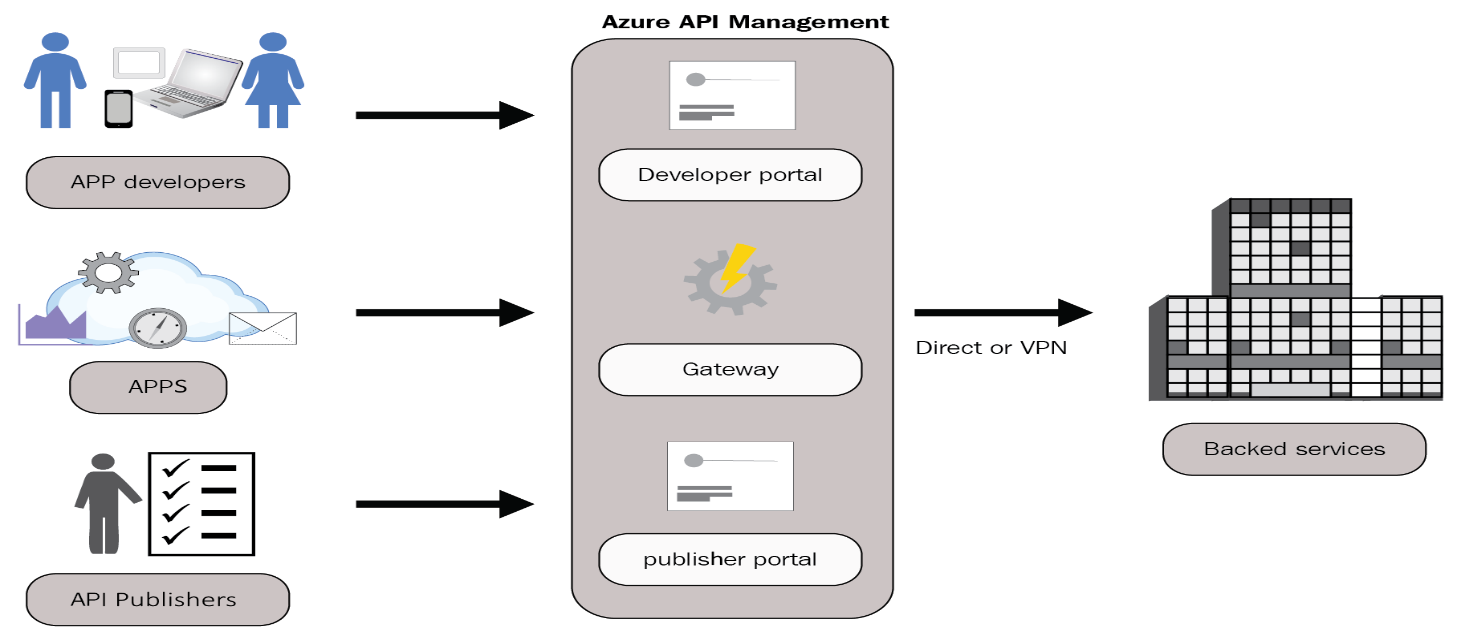 Azure API Management
APP developers
Developer portal
APPS
Gateway
Direct or VPN
Backed services
API Publishers
publisher portal